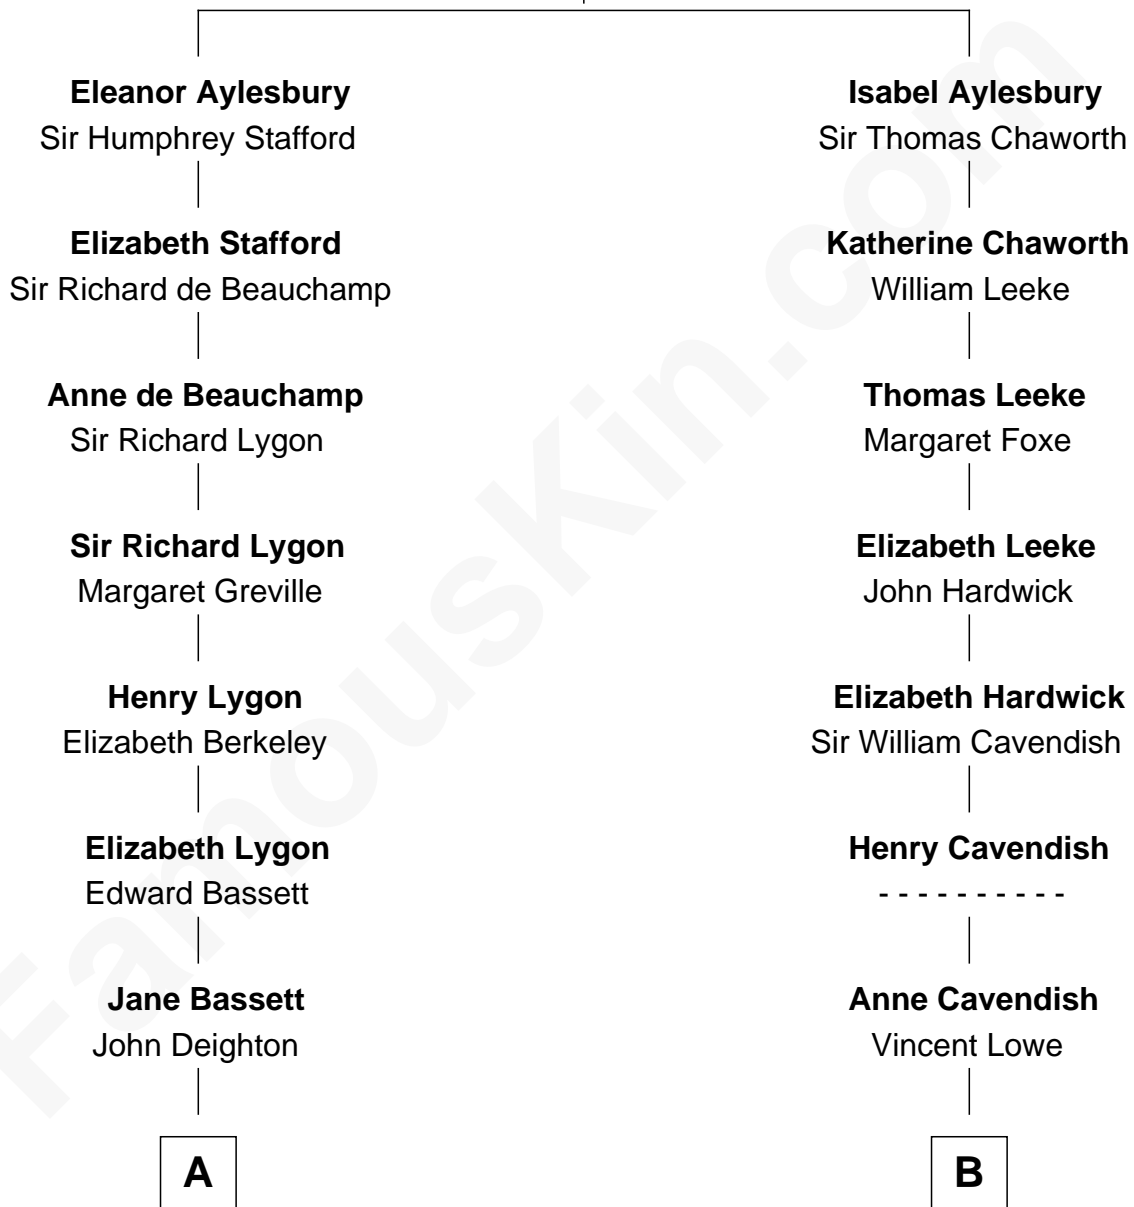 Eleanor Aylesbury
Sir Humphrey Stafford
Elizabeth Stafford
Sir Richard de Beauchamp
Anne de Beauchamp
Sir Richard Lygon
Sir Richard Lygon
Margaret Greville
Henry Lygon
Elizabeth Berkeley
Elizabeth Lygon
Edward Bassett
Jane Bassett
John Deighton
A
Isabel Aylesbury
Sir Thomas Chaworth
Katherine Chaworth
William Leeke
Thomas Leeke
Margaret Foxe
Elizabeth Leeke
John Hardwick
Elizabeth Hardwick
Sir William Cavendish
Henry Cavendish
- - - - - - - - - -
Anne Cavendish
Vincent Lowe
B
FamousKin.com